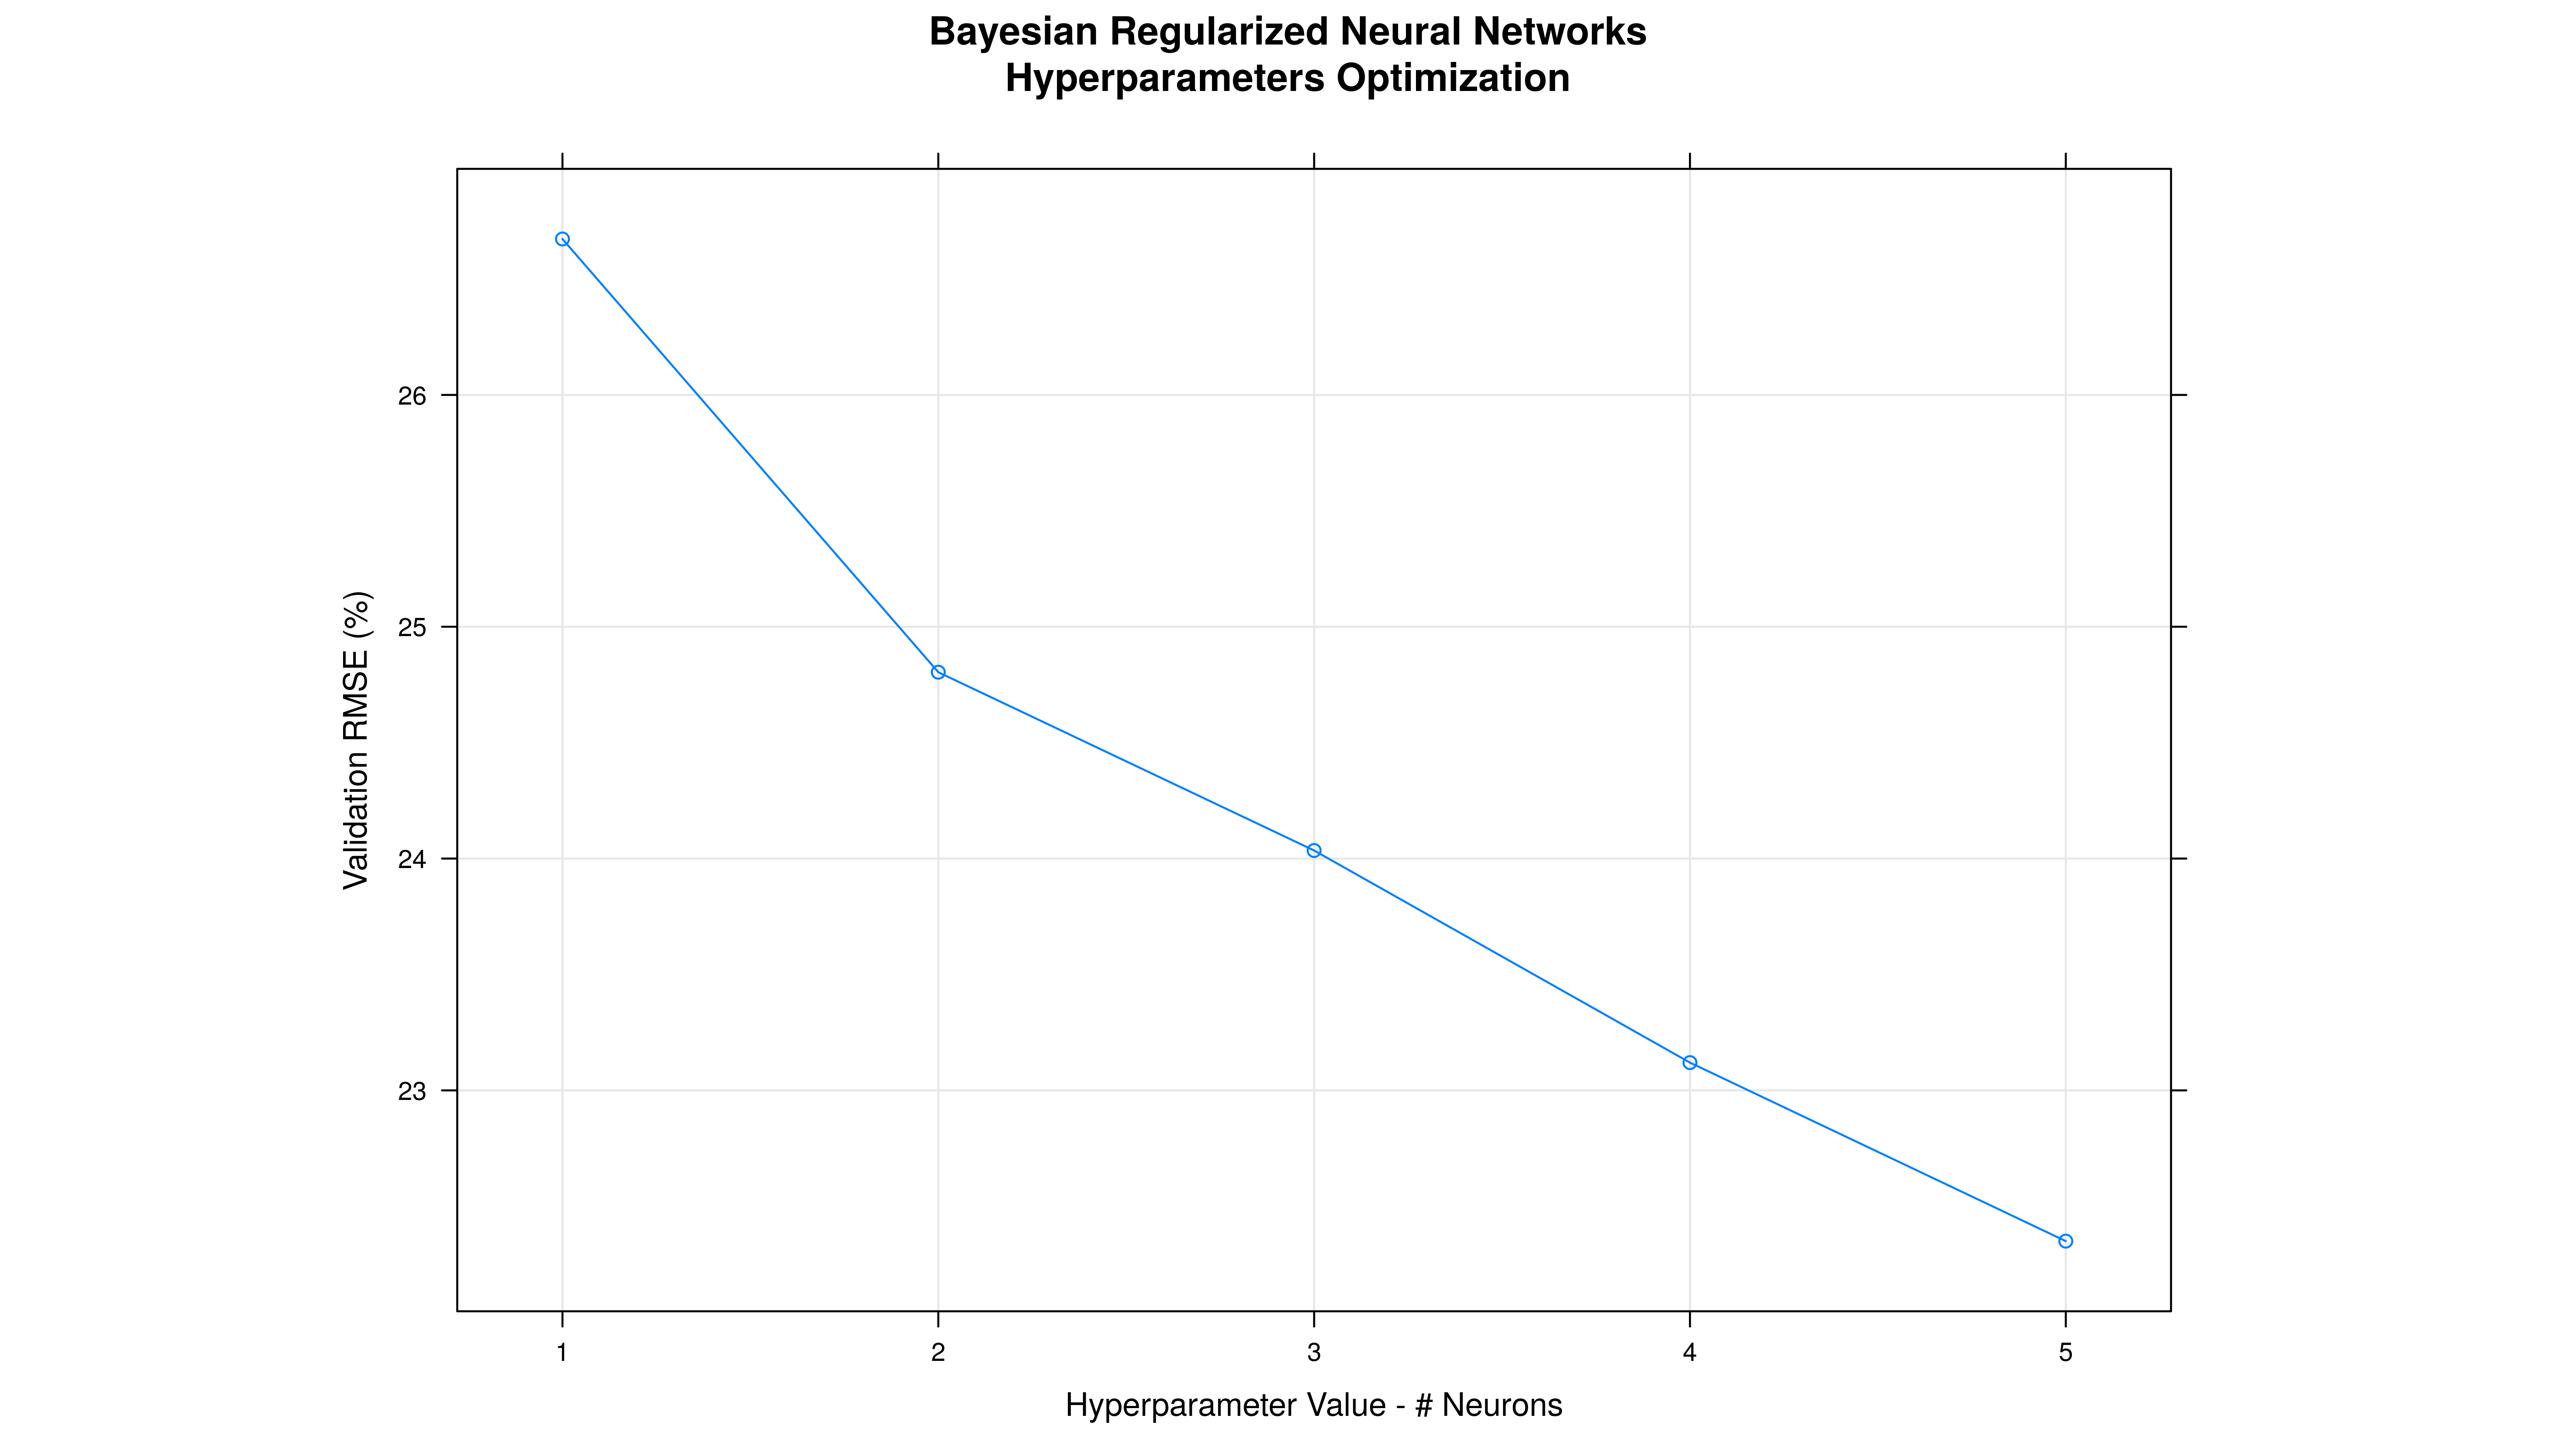 Bayesian Regularized Neural Networks
Hyperparameters Optimization
26
25
24
23
Validation RMSE (%)
1 2 3 4 5
Hyperparameter Value - # Neurons